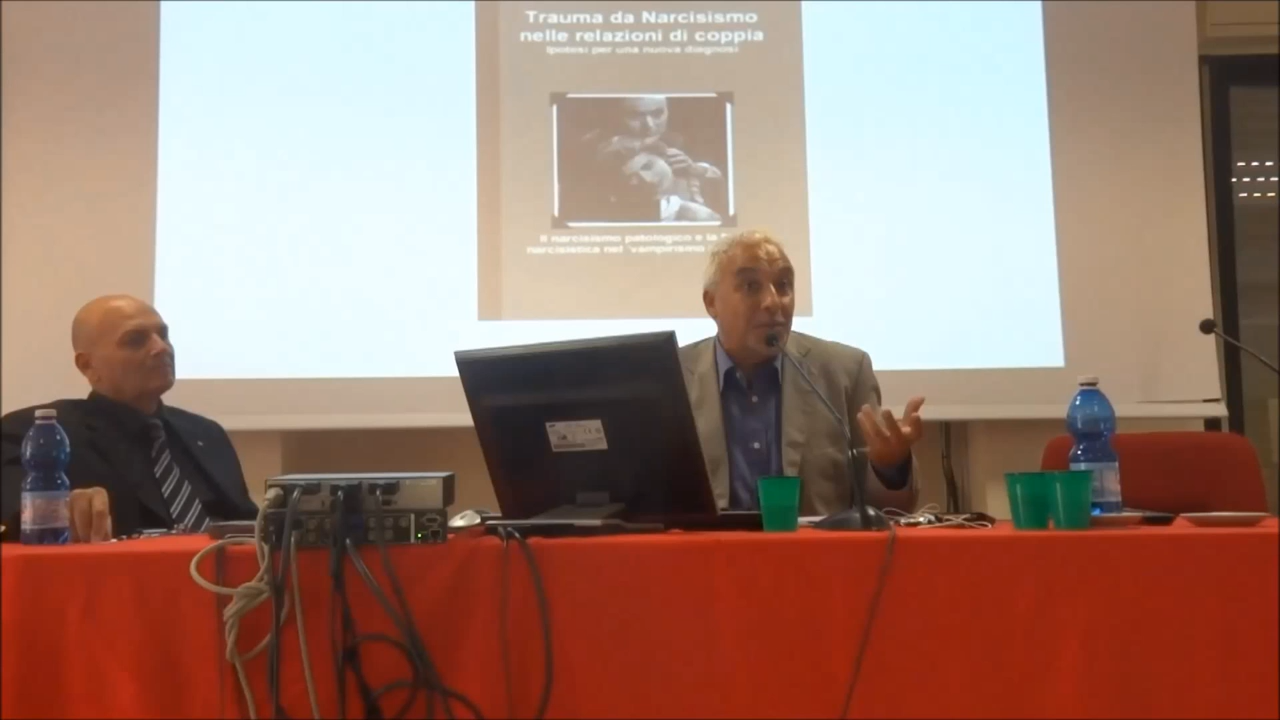 Trauma da Narcisismo
nelle relazioni di coppia
Ipotesi per una nuova diagnosi
Il narcisismo patologico e la
narcisistica nel 'vampirismo